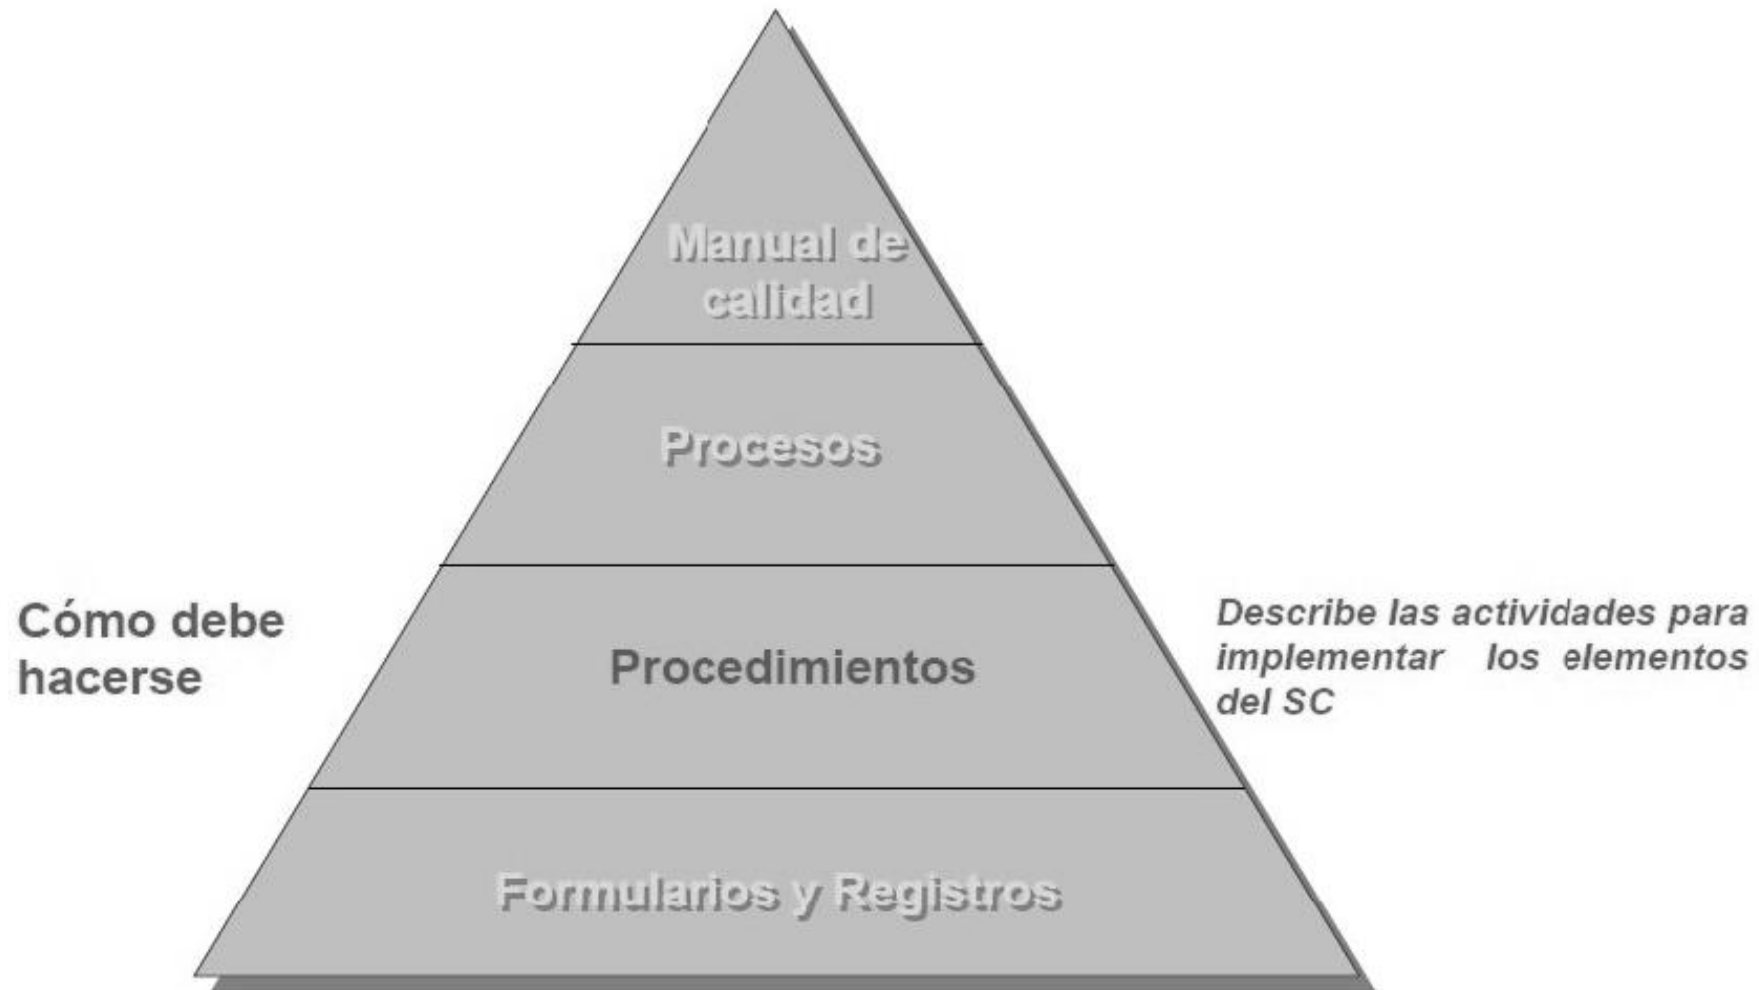 Manual de
calidad
Procesos
Cómo debe
hacerse
Procedimientos
Describe las actividades para
implementar los elementos
del SC
Formularios y Registros